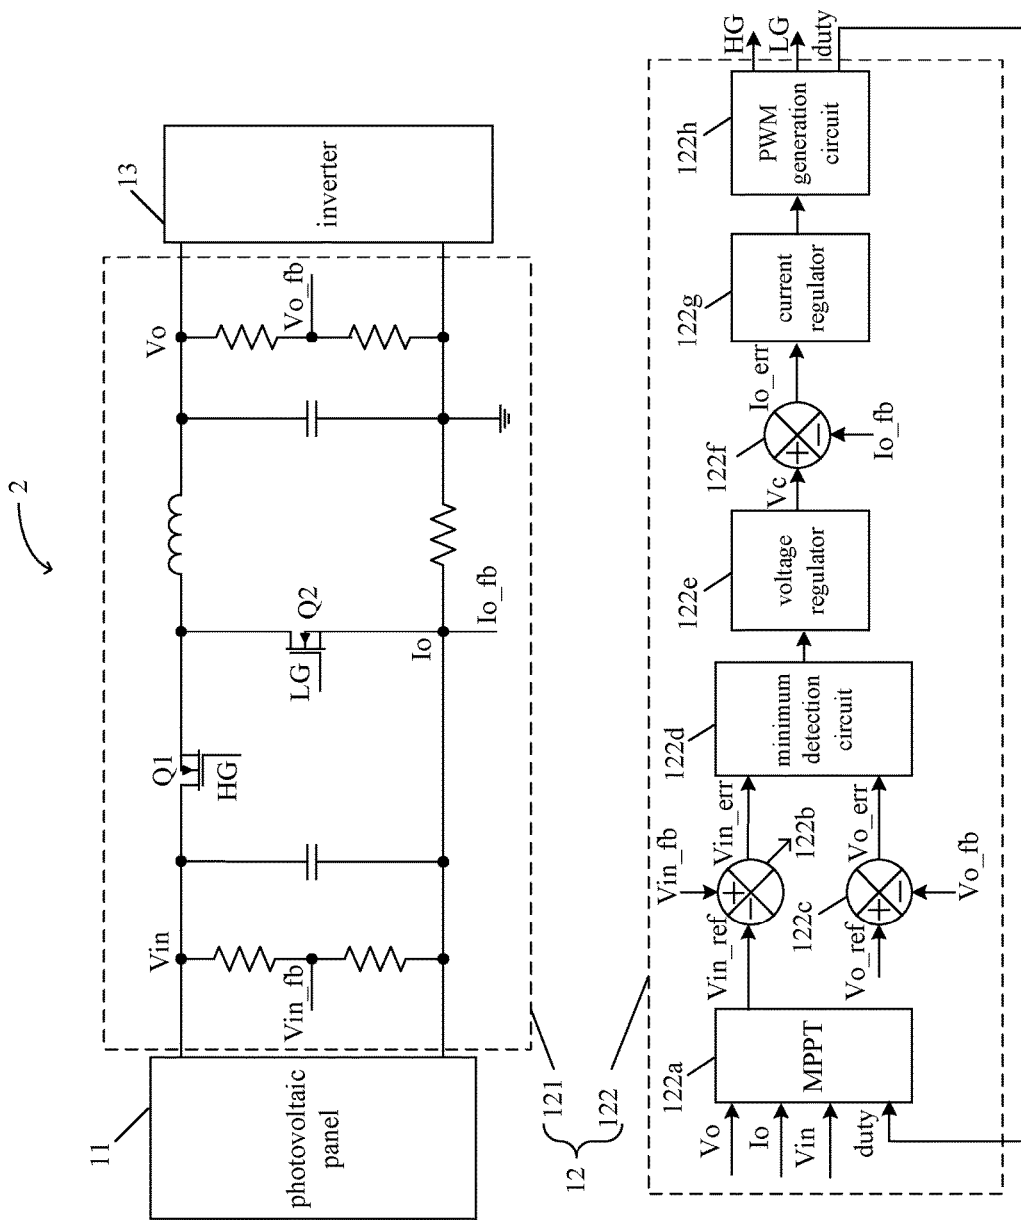 2
11
photovoltaic
panel
Vin
Vin_fb
Q1
HG
LG
Q2
Io
Io_fb
Vo
Vo_fb
13
inverter
12
121
122
Vo
Io
Vin
duty
122a
MPPT
Vin_ref
Vin_fb
Vin_err
122b
122c
Vo_ref
Vo_err
Vo_fb
122d
minimum
detection
circuit
122e
voltage
regulator
Vc
122f
Io_err
Io_fb
122g
current
regulator
122h
PWM
generation
circuit
HG
LG
duty